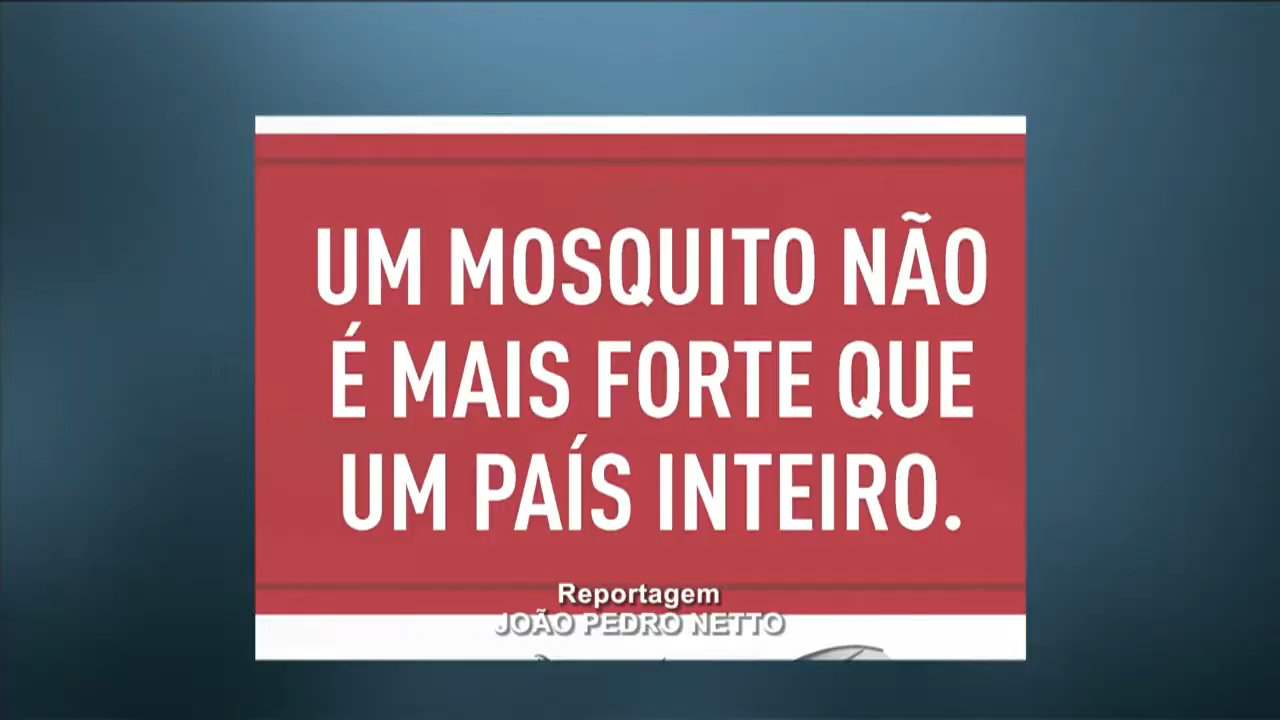 UM MOSQUITO NÃO
É MAIS FORTE QUE
UM PAÍS INTEIRO.
Reportagem
JOÃO PEDRO NETTO